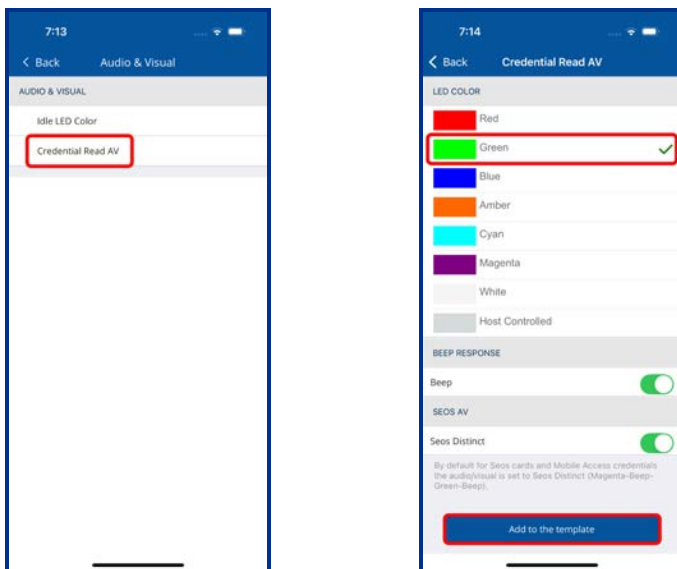 7:13
Back Audio & Visual
AUDIO & VISUAL
Idle LED Color
Credential Read AV
7:14
Back Credential Read AV
LED COLOR
Red
Green
Blue
Amber
Cyan
Magenta
White
Host Controlled
BEEP RESPONSE
Beep
SEOS AV
Seos Distinct
By default for Seos cards and Mobile Access credentials
the audio/visual is set to Seos Distinct (Magenta-Beep-
Green-Beep).
Add to the template